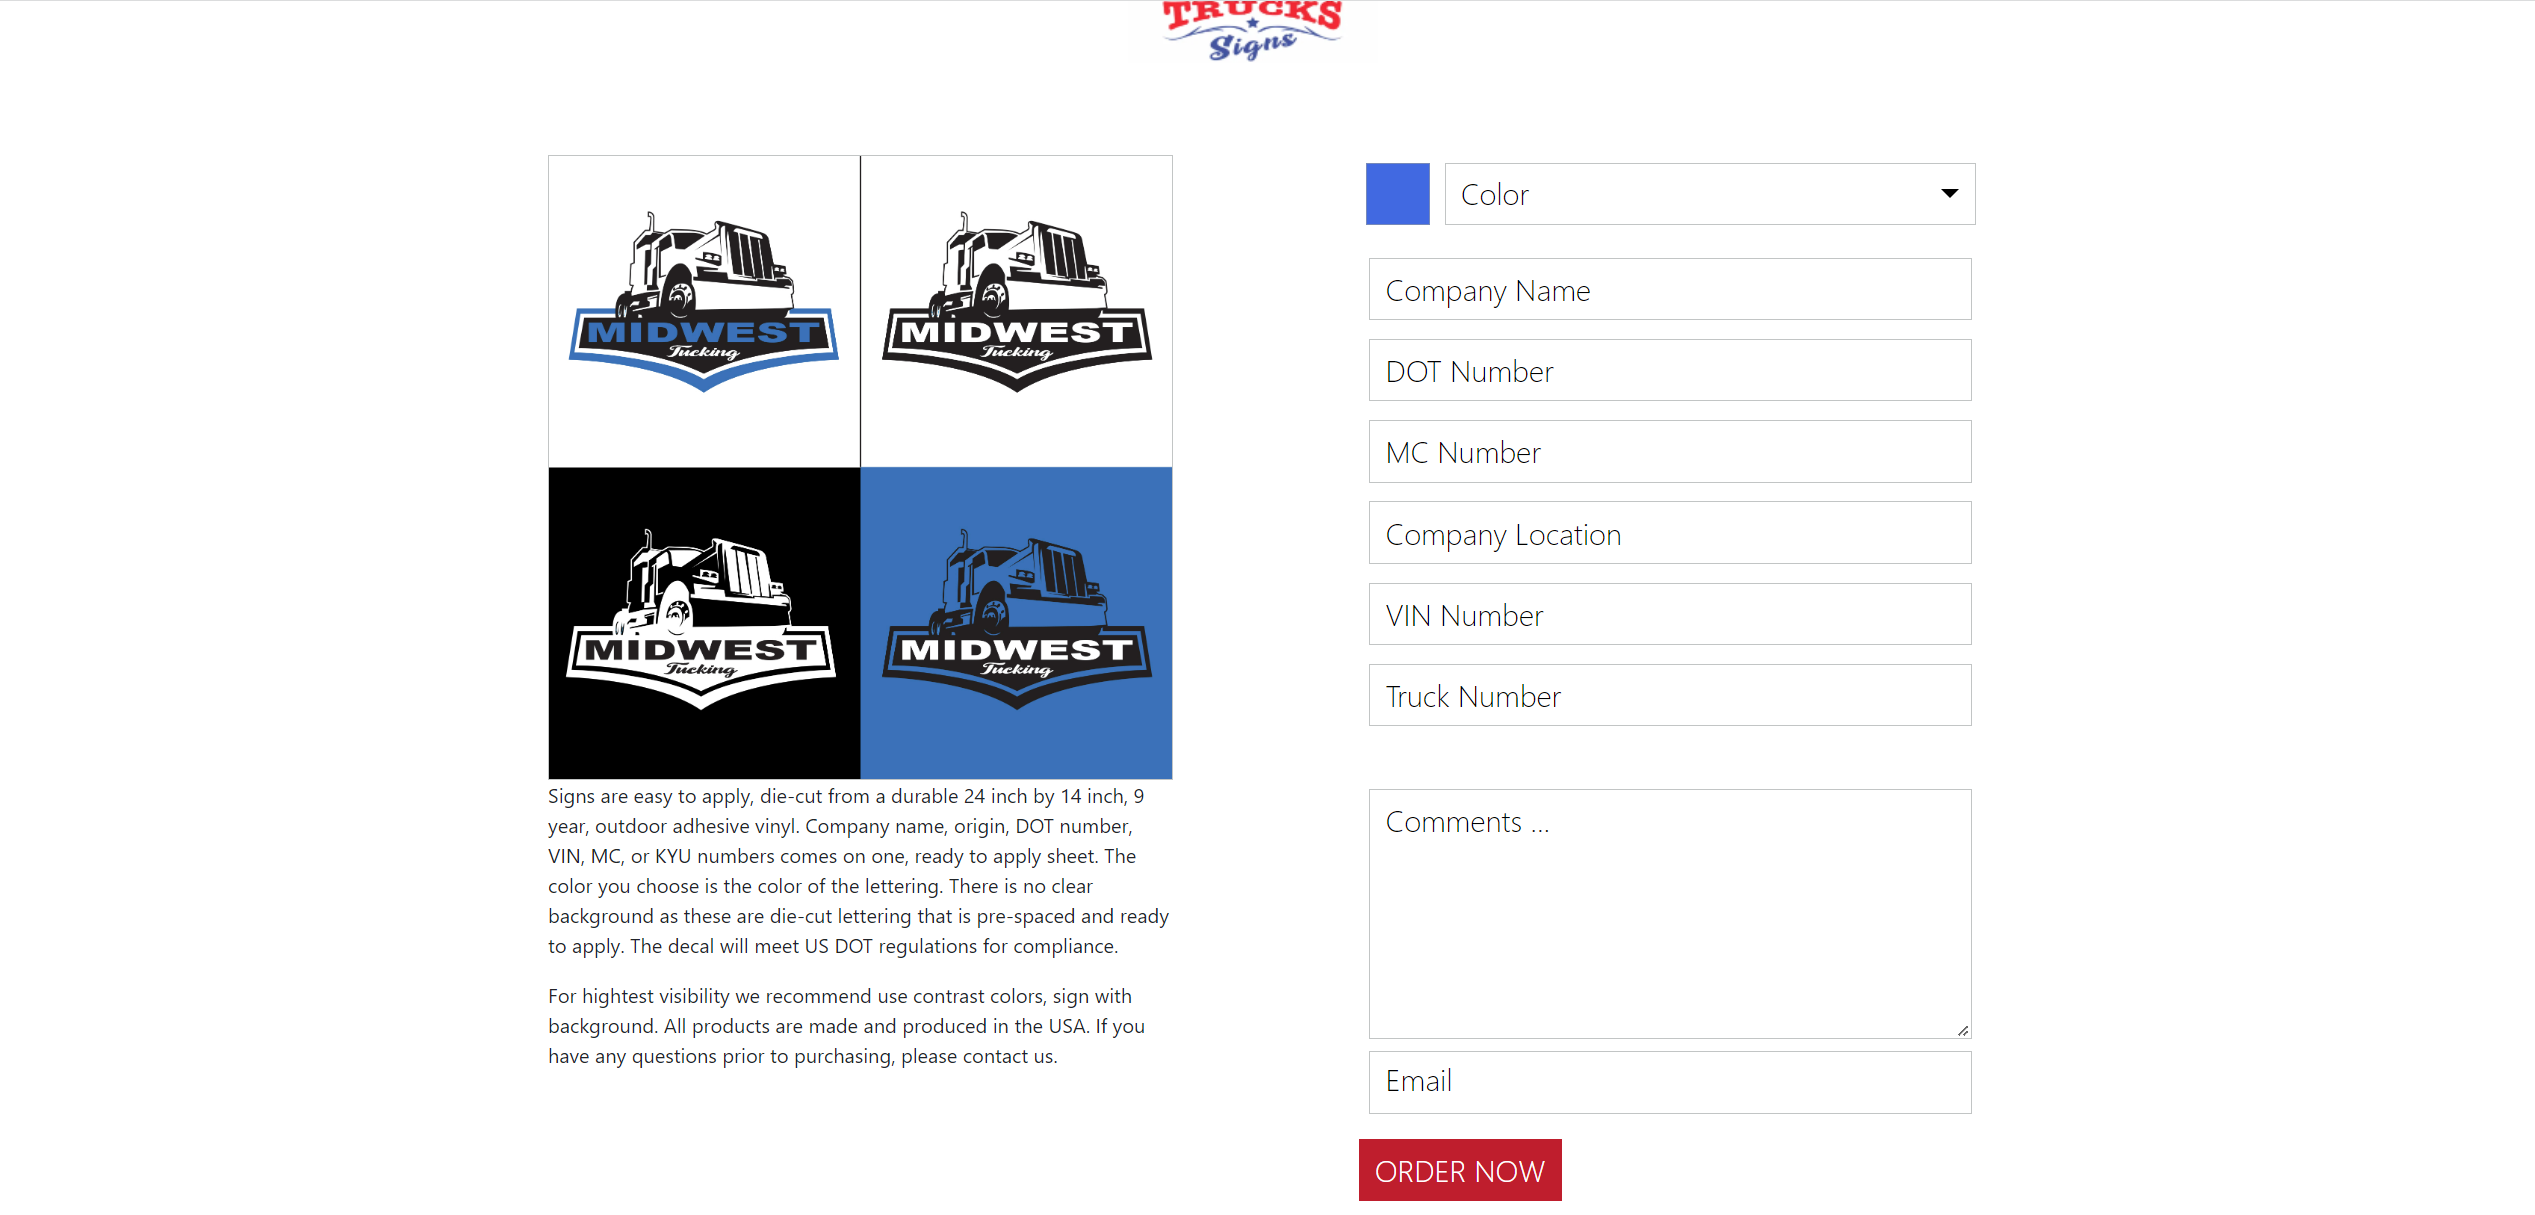 TRUCKS
Signs
MIDWEST
Tucking
MIDWEST
Tucking
MIDWEST
Tucking
MIDWEST
Tucking
Signs are easy to apply, die-cut from a durable 24 inch by 14 inch, 9
year, outdoor adhesive vinyl. Company name, origin, DOT number,
VIN, MC, or KYU numbers comes on one, ready to apply sheet. The
color you choose is the color of the lettering. There is no clear
background as these are die-cut lettering that is pre-spaced and ready
to apply. The decal will meet US DOT regulations for compliance.
For hightest visibility we recommend use contrast colors, sign with
background. All products are made and produced in the USA. If you
have any questions prior to purchasing, please contact us.
Color
Company Name
DOT Number
MC Number
Company Location
VIN Number
Truck Number
Comments ...
Email
ORDER NOW